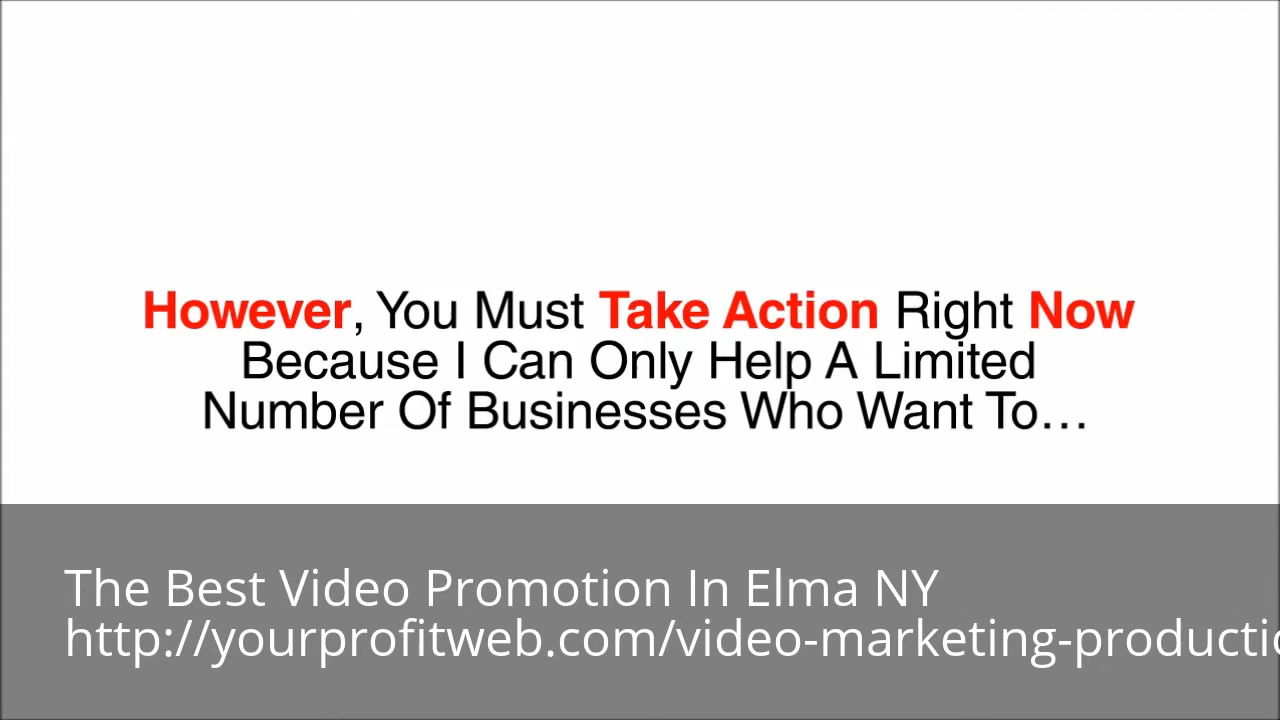 However, You Must Take Action Right Now
Because I Can Only Help A Limited
Number Of Businesses Who Want To…
The Best Video Promotion In Elma NY
http://yourprofitweb.com/video-marketing-productio